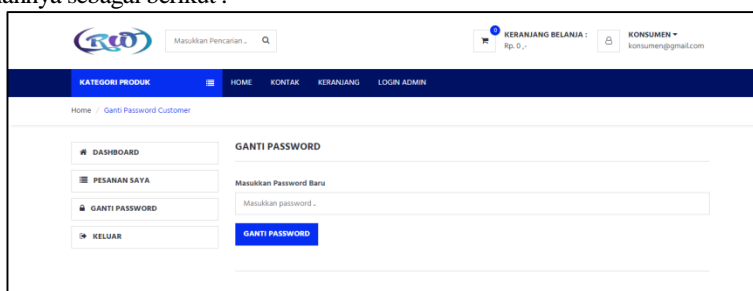 sebagai berikut :
RW
Masukkan Pencarian ..
0
KERANJANG BELANJA :
Rp. 0 ,-
KONSUMEN
konsumen@gmail.com
KATEGORI PRODUK
HOME KONTAK KERANJANG LOGIN ADMIN
Home / Ganti Password Customer
DASHBOARD
PESANAN SAYA
GANTI PASSWORD
KELUAR
GANTI PASSWORD
Masukkan Password Baru
Masukkan password ..
GANTI PASSWORD